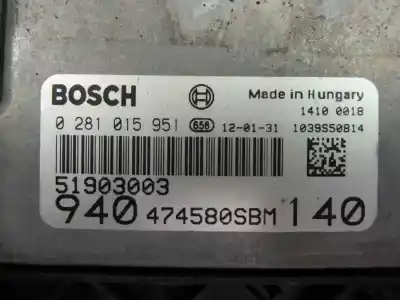 BOSCH
Made in Hungary
1410 0018
0 281 015 951 656 12-01-31 1039S50814
51903003
940 474580SBM 140